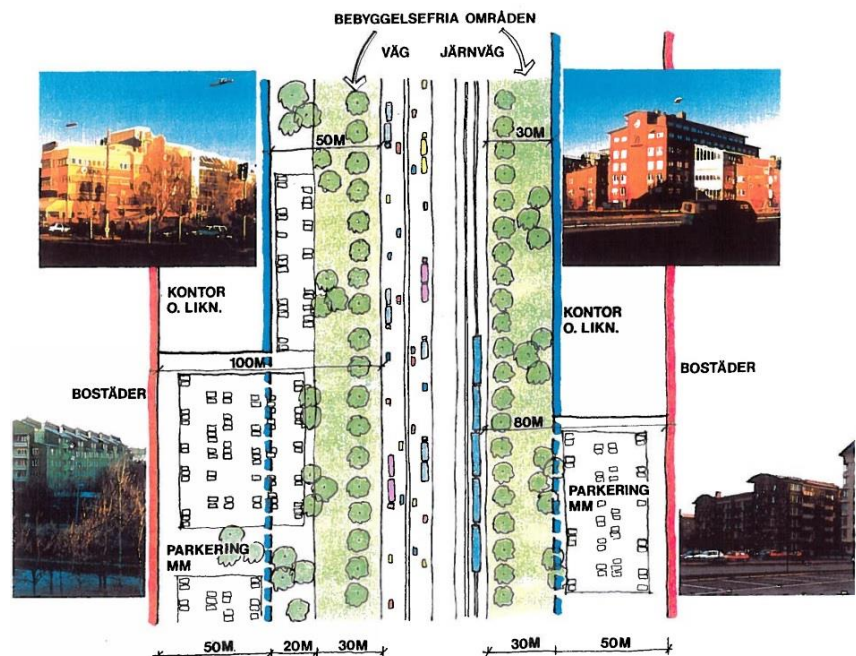 BEBYGGELSEFRIA OMRÅDEN
VÄG
JÄRNVÄG
50M
30M
KONTOR
O. LIKN.
KONTOR
O. LIKN.
100M
BOSTÄDER
BOSTÄDER
80M
PARKERING
MM
PARKERING
MM
50M
20M
30M
30M
50M